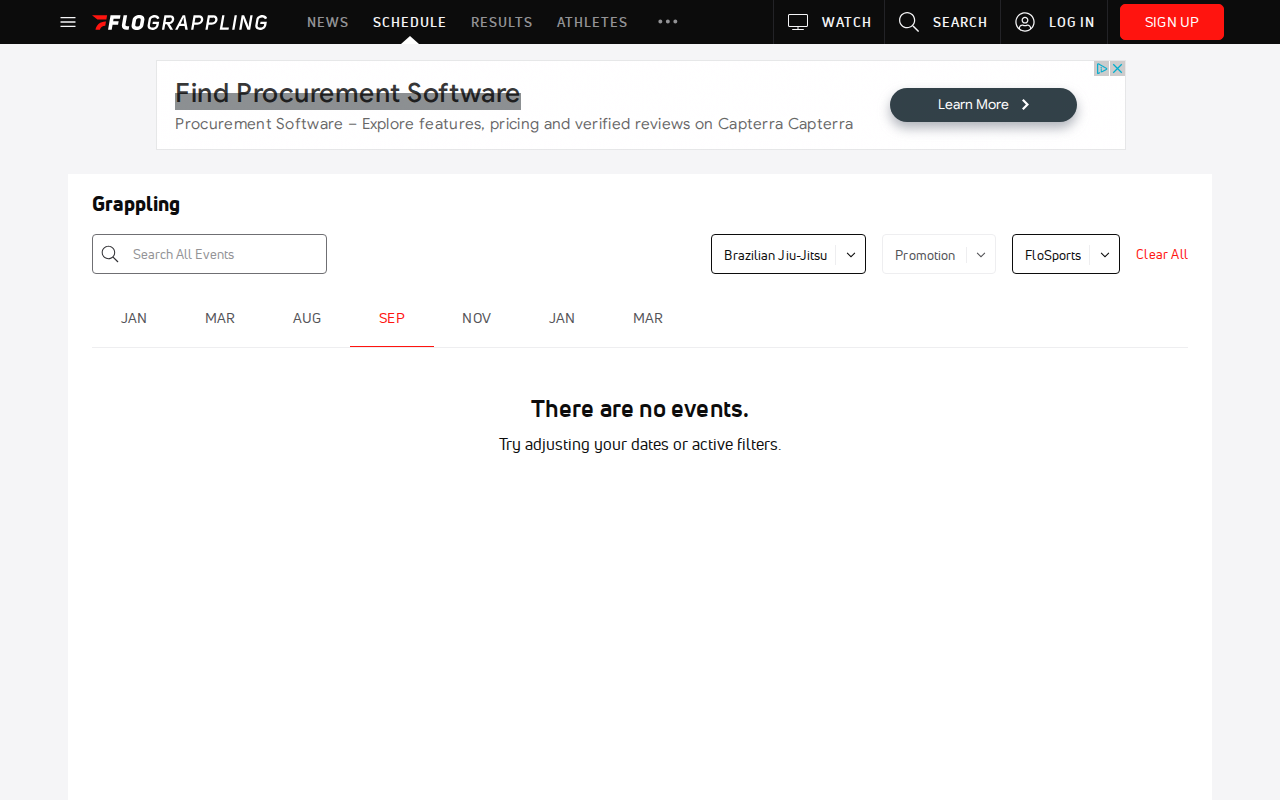 FLOGRAPPLING NEWS SCHEDULE RESULTS ATHLETES ••• WATCH SEARCH LOG IN SIGN UP
Find Procurement Software
Procurement Software – Explore features, pricing and verified reviews on Capterra Capterra
Learn More
Grappling
Search All Events Brazilian Jiu-Jitsu Promotion FloSports Clear All
JAN MAR AUG SEP NOV JAN MAR
There are no events.
Try adjusting your dates or active filters.